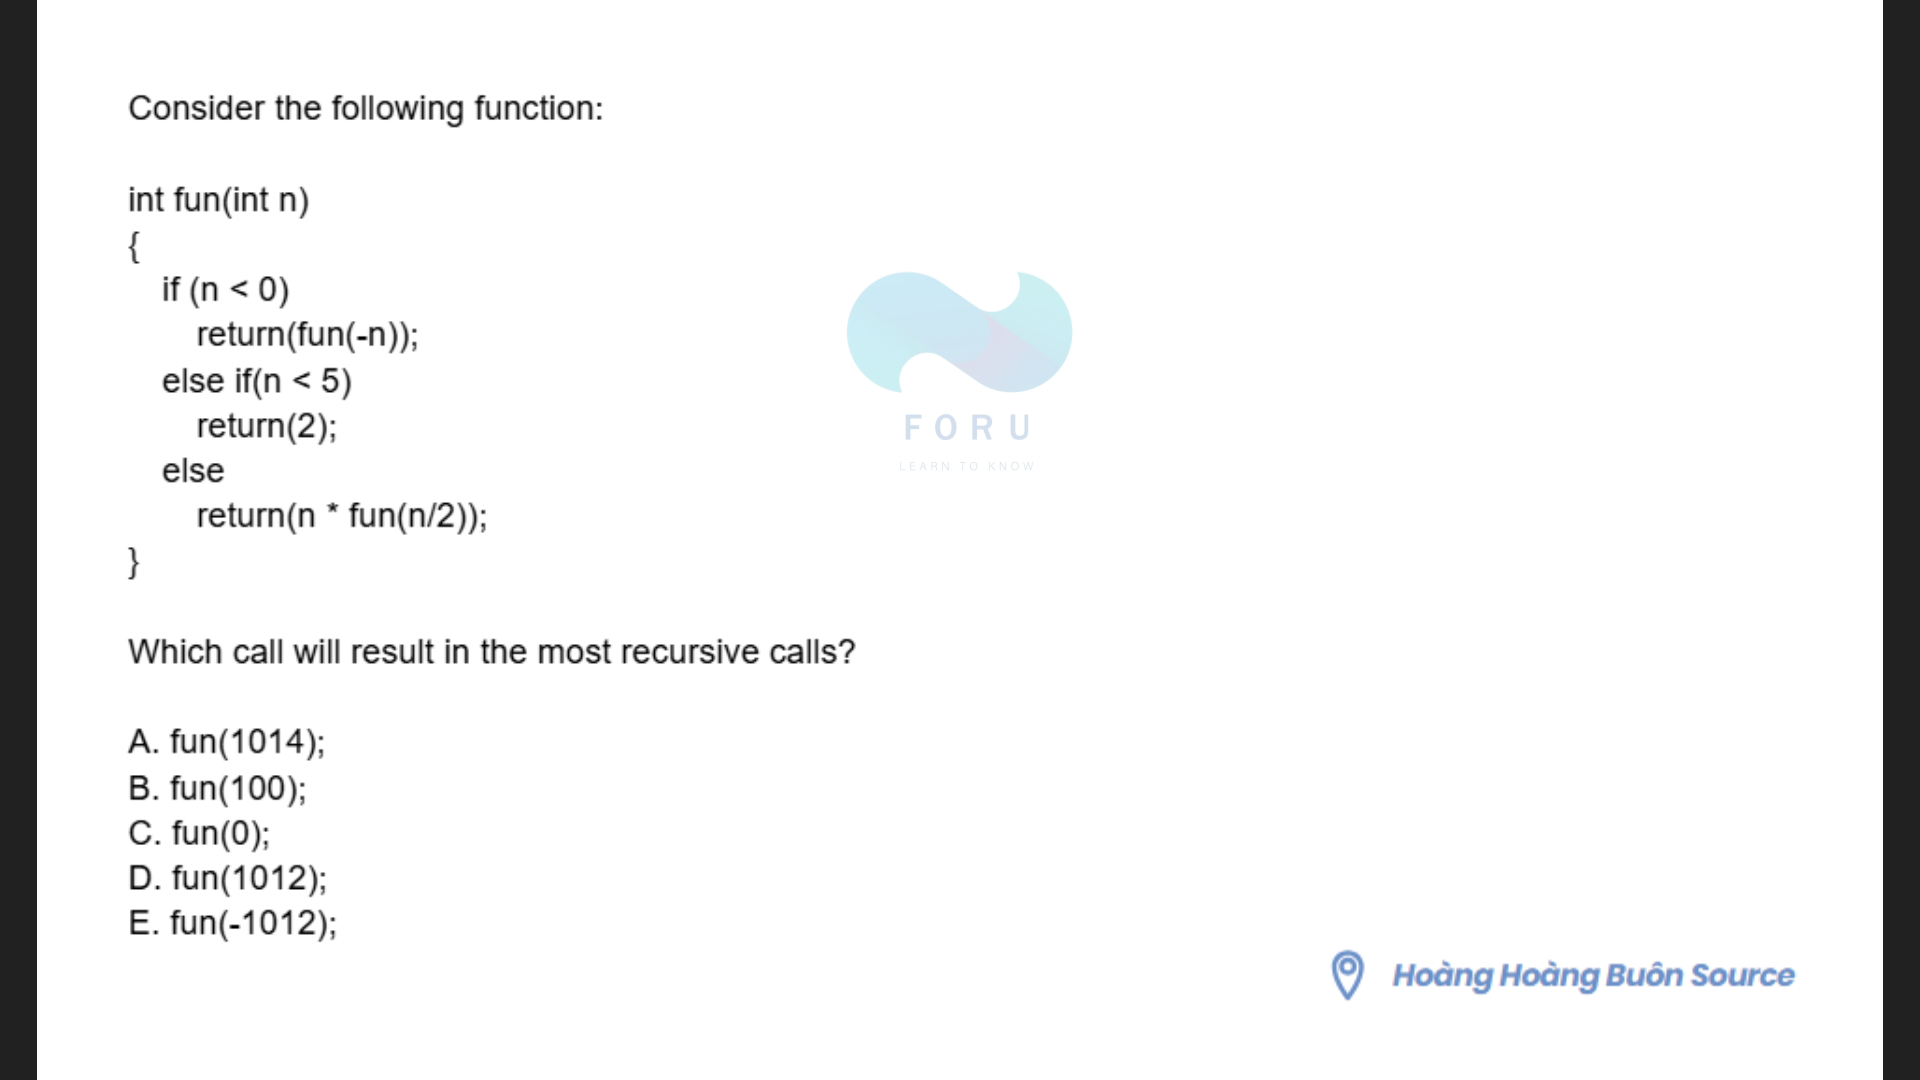 Consider the following function:
int fun(int n)
{
if (n < 0)
return(fun(-n));
else if(n < 5)
return(2);
else
return(n * fun(n/2));
}
FORU
LEARN TO KNOW
Which call will result in the most recursive calls?
A. fun(1014);
B. fun(100);
C. fun(0);
D. fun(1012);
E. fun(-1012);
Hoàng Hoàng Buôn Source